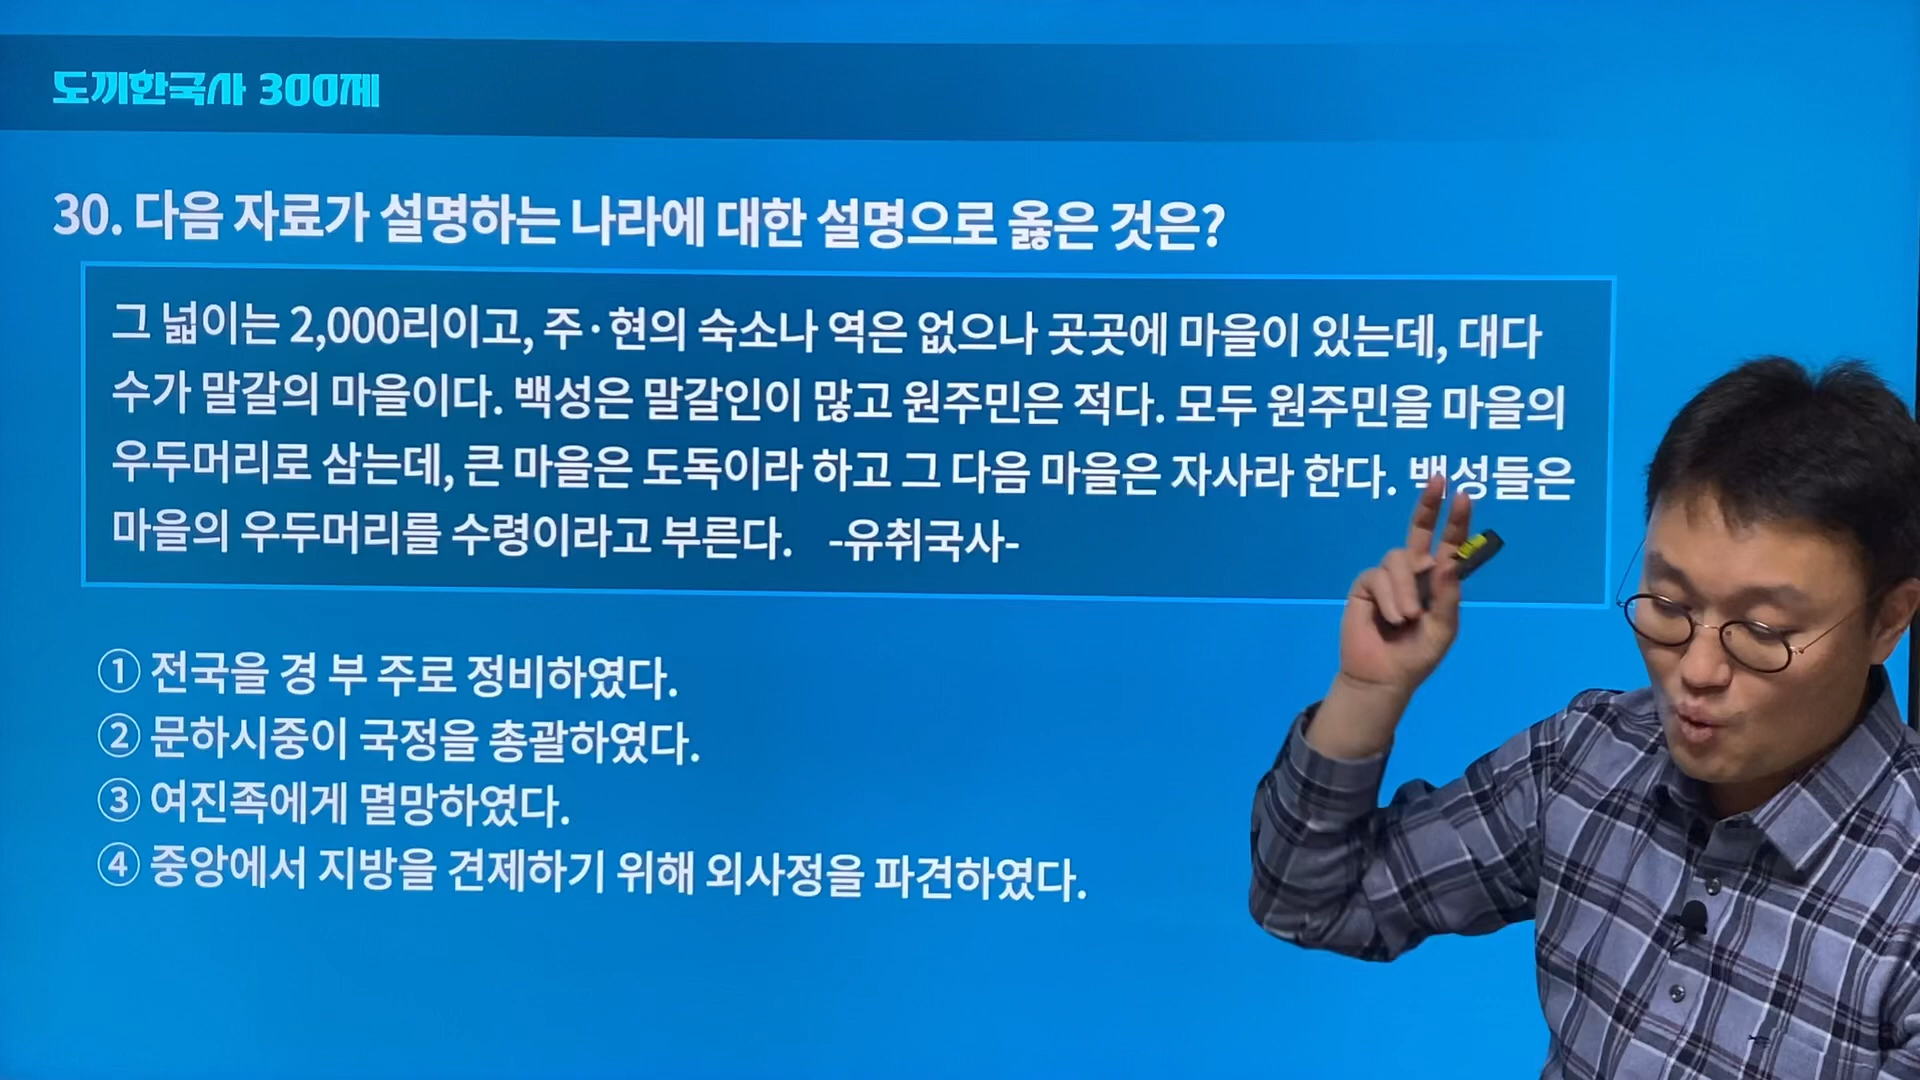 도끼한국사 300제
30. 다음 자료가 설명하는 나라에 대한 설명으로 옳은 것은?
그 넓이는 2,000리이고, 주·현의 숙소나 역은 없으나 곳곳에 마을이 있는데, 대다
수가 말갈의 마을이다. 백성은 말갈인이 많고 원주민은 적다. 모두 원주민을 마을의
우두머리로 삼는데, 큰 마을은 도독이라 하고 그 다음 마을은 자사라 한다. 백성들은
마을의 우두머리를 수령이라고 부른다. -유취국사-
① 전국을 경 부 주로 정비하였다.
② 문하시중이 국정을 총괄하였다.
③ 여진족에게 멸망하였다.
④ 중앙에서 지방을 견제하기 위해 외사정을 파견하였다.